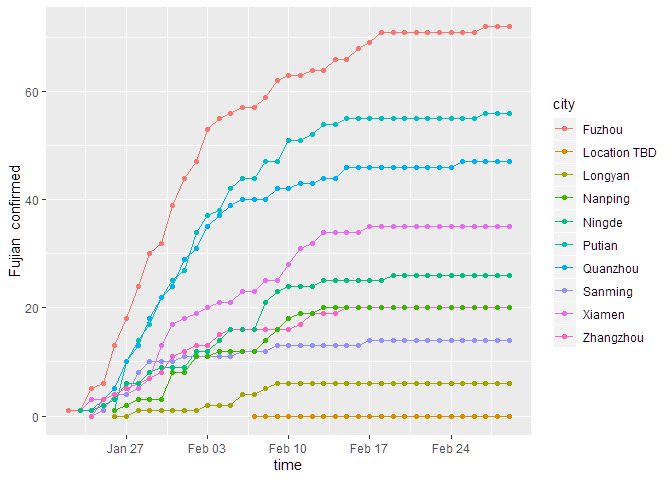 Fujian confirmed
60
40
20
0
Jan 27
Feb 03
Feb 10
Feb 17
Feb 24
time
city
Fuzhou
Location TBD
Longyan
Nanping
Ningde
Putian
Quanzhou
Sanming
Xiamen
Zhangzhou